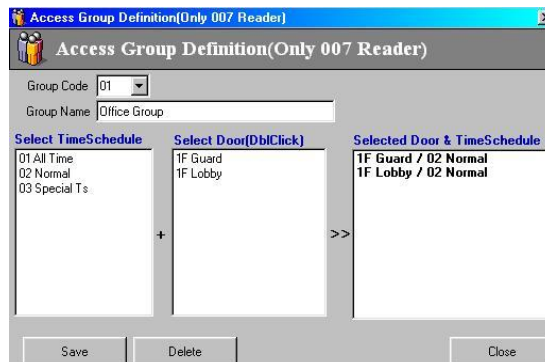 Access Group Definition(Only 007 Reader)
Access Group Definition(Only 007 Reader)
Group Code 01
Group Name Office Group
Select TimeSchedule
01 All Time
02 Normal
03 Special Ts
+
Select Door(DblClick)
1F Guard
1F Lobby
>>
Selected Door & TimeSchedule
1F Guard / 02 Normal
1F Lobby / 02 Normal
Save Delete Close